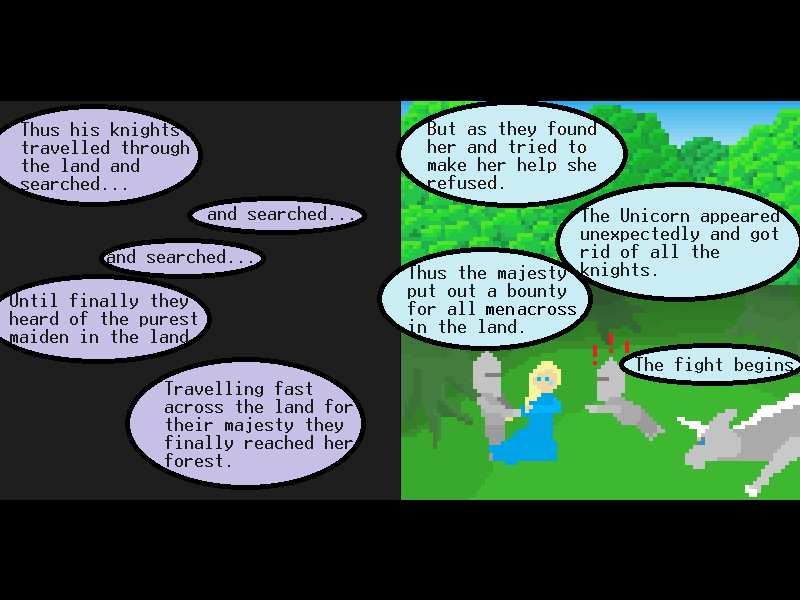 Thus his knights
travelled through
the land and
searched...
and searched...
and searched...
Until finally they
heard of the purest
maiden in the land
Travelling fast
across the land for
their majesty they
finally reached her
forest.
But as they found
her and tried to
make her help she
refused.
The Unicorn appeared
unexpectedly and got
rid of all the
knights.
Thus the majesty
put out a bounty
for all menacross
in the land.
! ! !
The fight begins